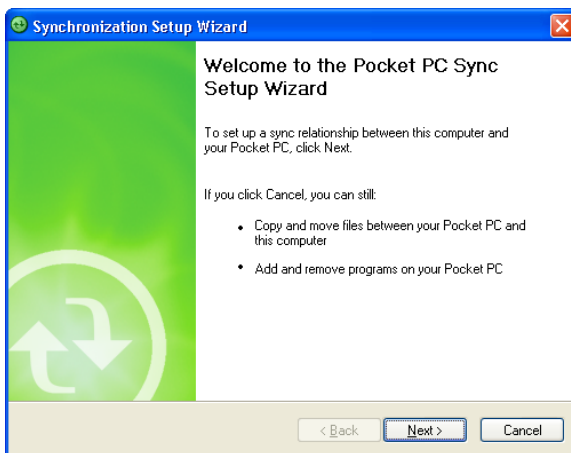 Synchronization Setup Wizard
Welcome to the Pocket PC Sync
Setup Wizard
To set up a sync relationship between this computer and
your Pocket PC, click Next.
If you click Cancel, you can still:
• Copy and move files between your Pocket PC and
this computer
• Add and remove programs on your Pocket PC
< Back
Next >
Cancel